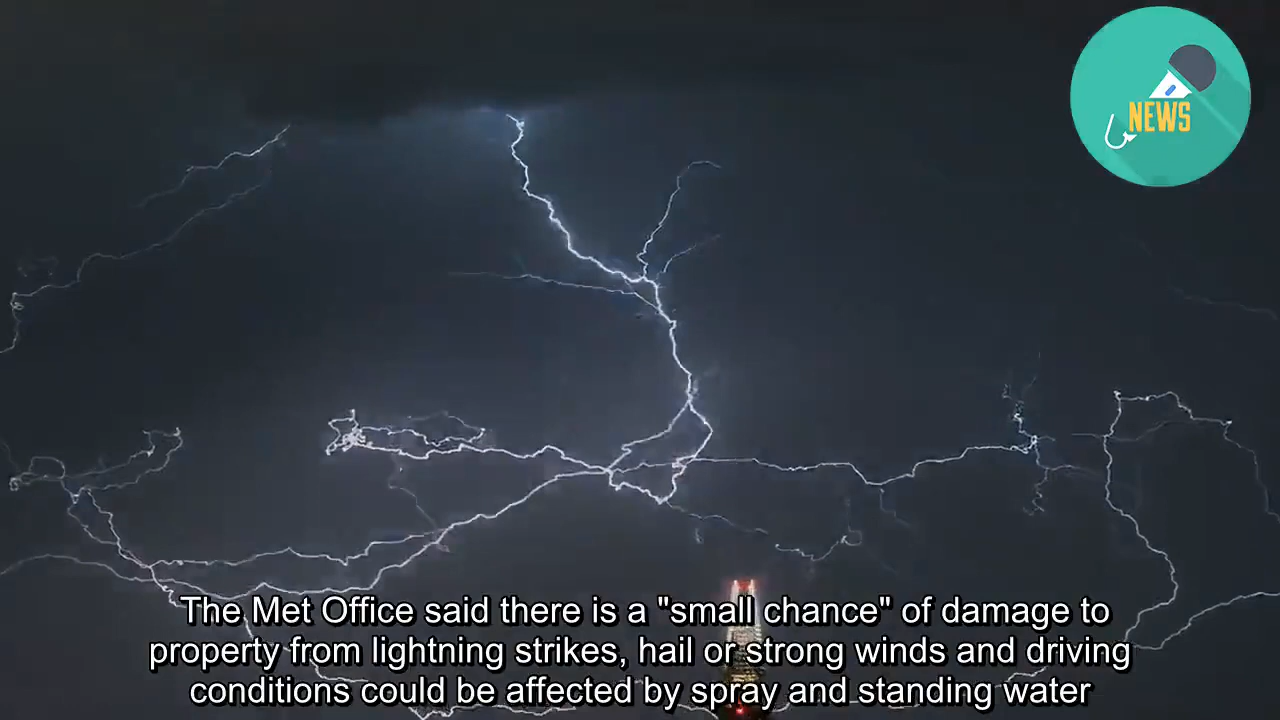 NEWS
The Met Office said there is a "small chance" of damage to
property from lightning strikes, hail or strong winds and driving
conditions could be affected by spray and standing water